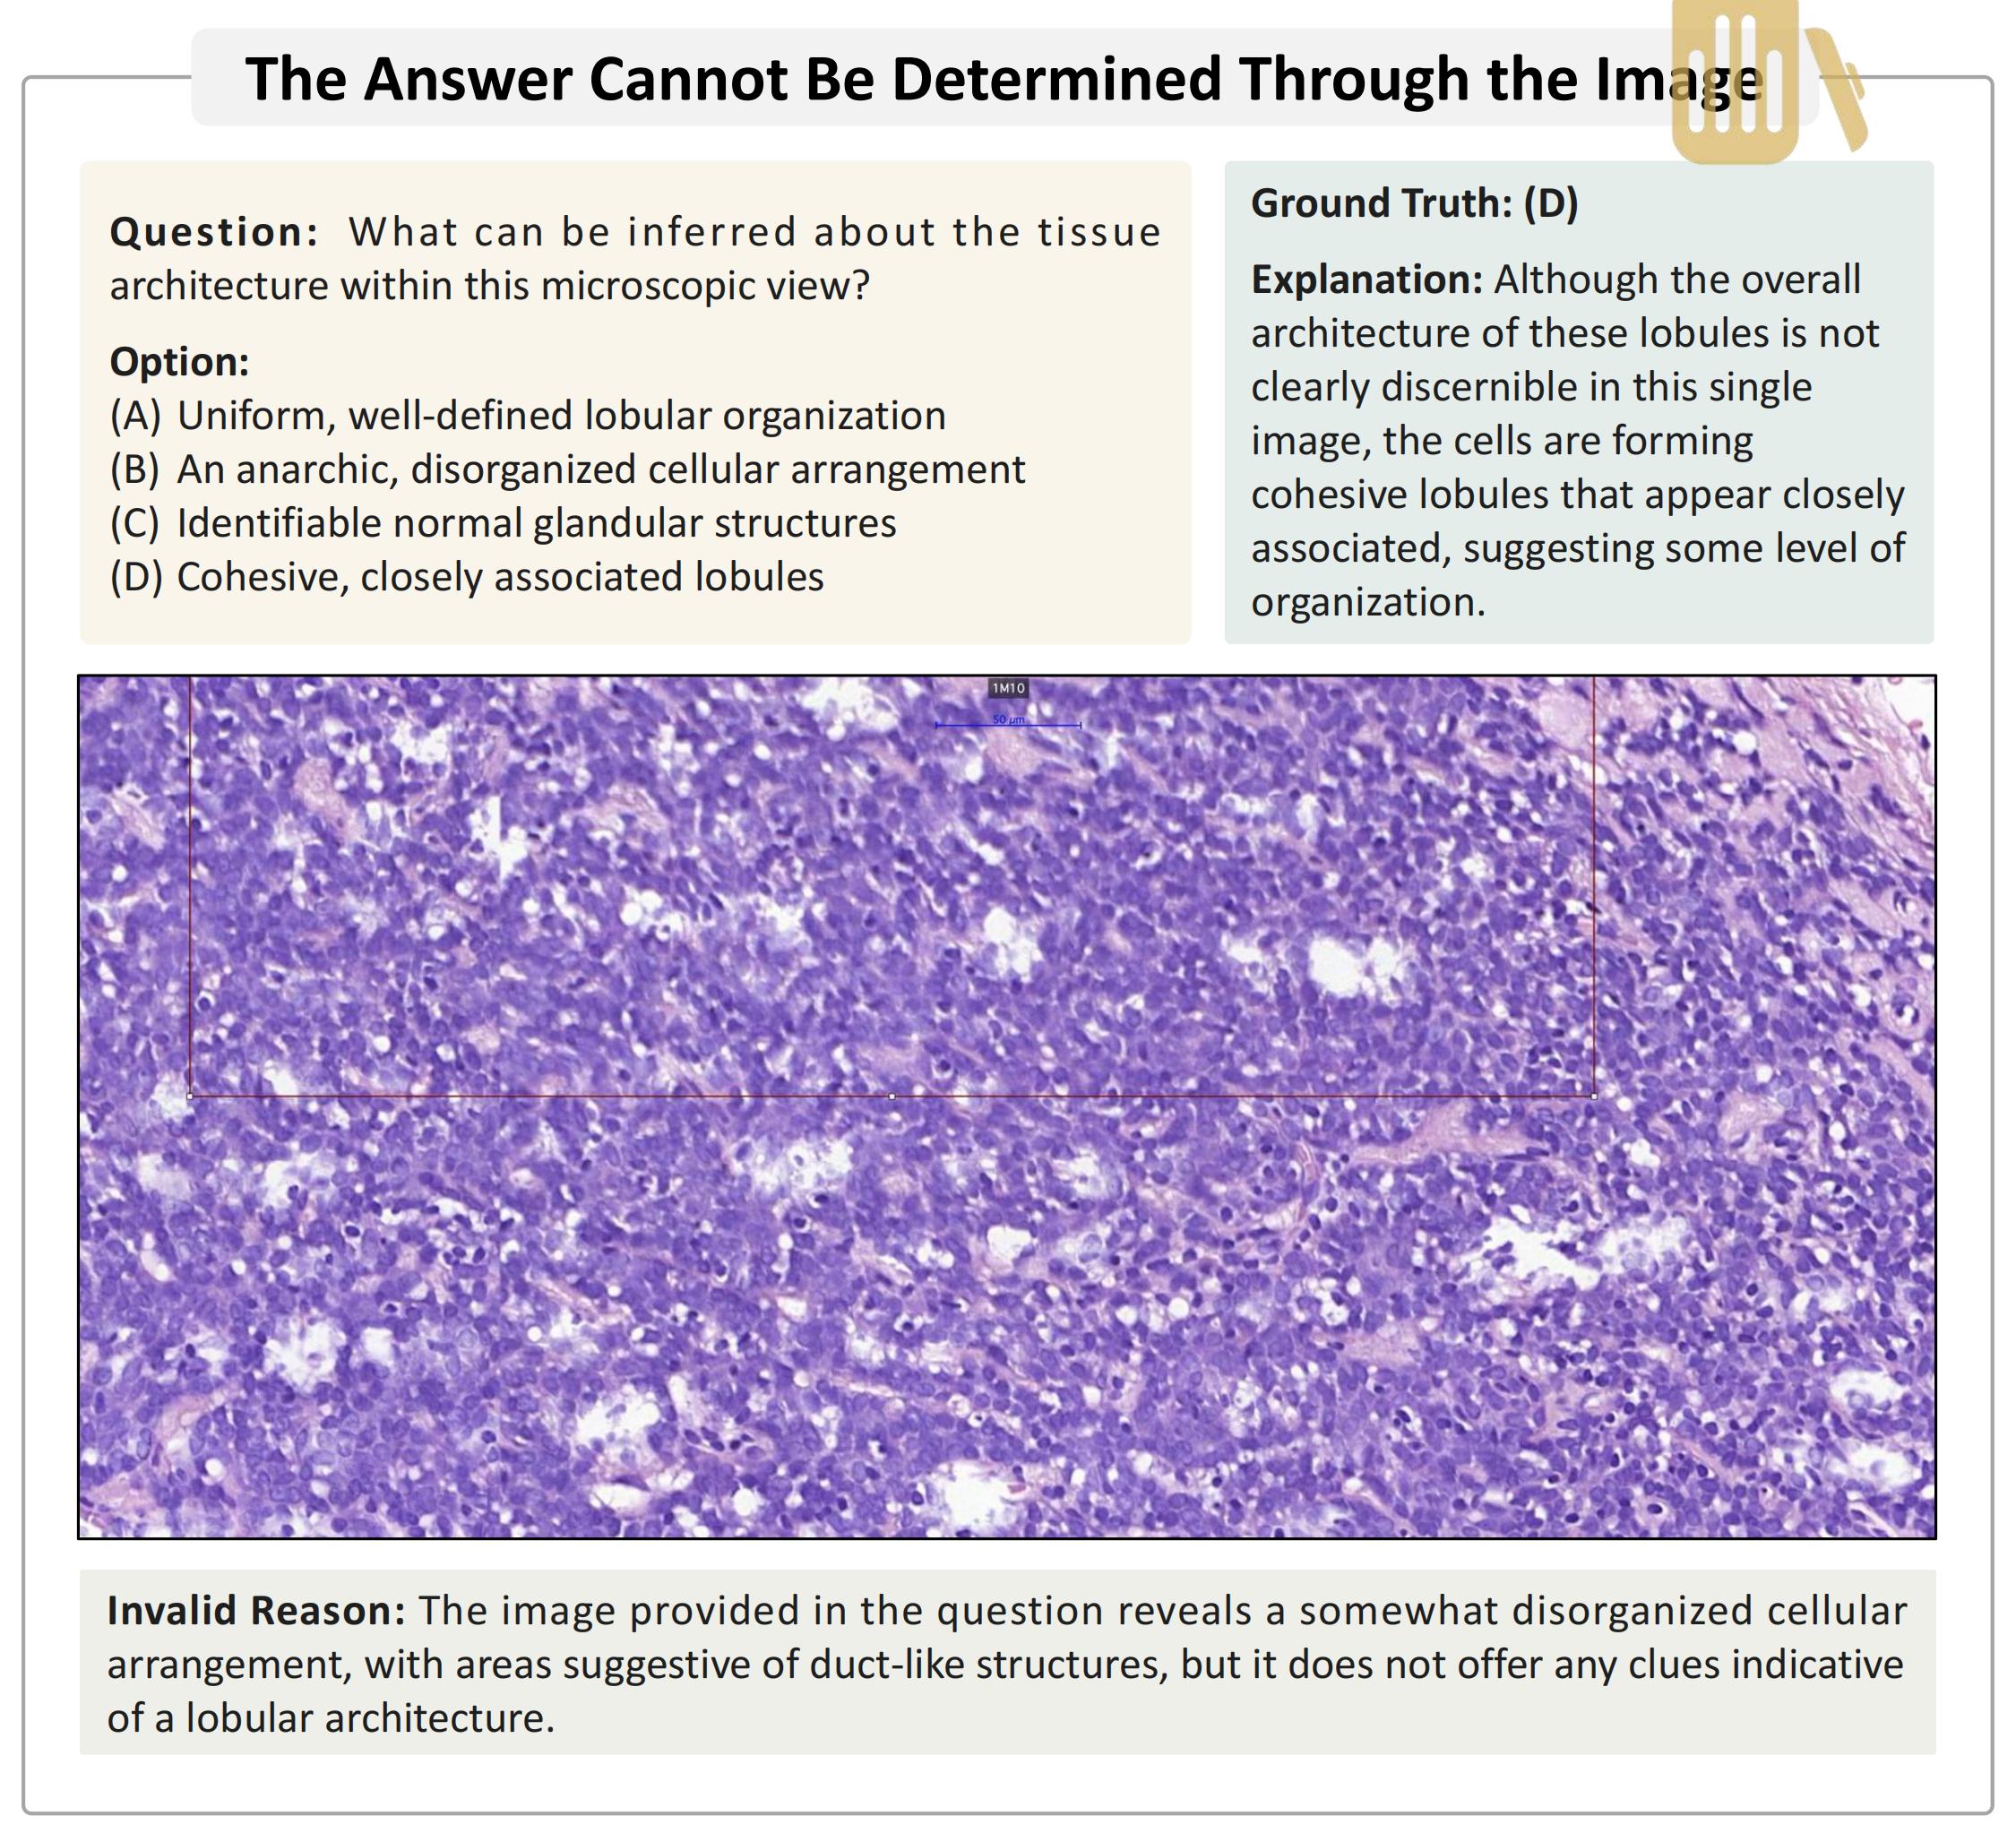 The Answer Cannot Be Determined Through the Image
Question: What can be inferred about the tissue
architecture within this microscopic view?
Option:
(A) Uniform, well-defined lobular organization
(B) An anarchic, disorganized cellular arrangement
(C) Identifiable normal glandular structures
(D) Cohesive, closely associated lobules
Ground Truth: (D)
Explanation: Although the overall
architecture of these lobules is not
clearly discernible in this single
image, the cells are forming
cohesive lobules that appear closely
associated, suggesting some level of
organization.
1M10
50 µm
Invalid Reason: The image provided in the question reveals a somewhat disorganized cellular
arrangement, with areas suggestive of duct-like structures, but it does not offer any clues indicative
of a lobular architecture.